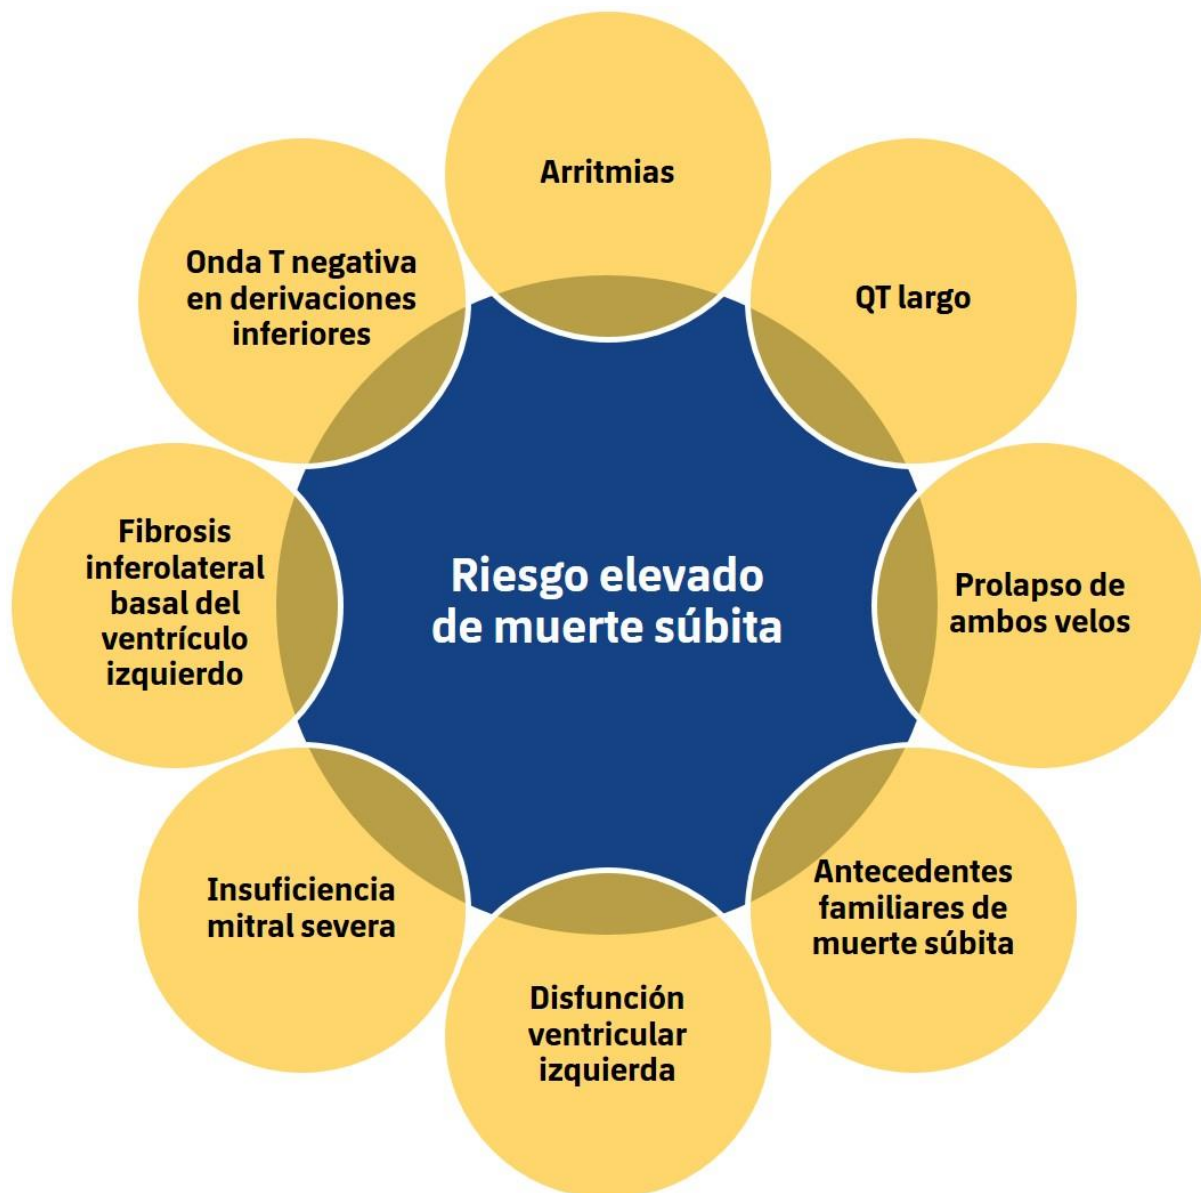 Arritmias
QT largo
Prolapso de
ambos velos
Antecedentes
familiares de
muerte súbita
Disfunción
ventricular
izquierda
Insuficiencia
mitral severa
Fibrosis
inferolateral
basal del
ventrículo
izquierdo
Onda T negativa
en derivaciones
inferiores
Riesgo elevado
de muerte súbita